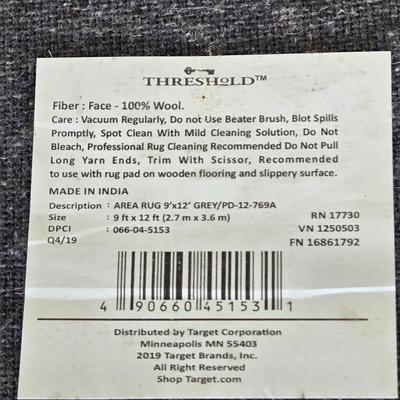 THRESHOLD™
Fiber : Face - 100% Wool.
Care : Vacuum Regularly, Do not Use Beater Brush, Blot Spills
Promptly, Spot Clean With Mild Cleaning Solution, Do Not
Bleach, Professional Rug Cleaning Recommended Do Not Pull
Long Yarn Ends, Trim With Scissor, Recommended
to use with rug pad on wooden flooring and slippery surface.
MADE IN INDIA
Description : AREA RUG 9'x12' GREY/PD-12-769A
Size : 9 ft x 12 ft (2.7 m x 3.6 m) RN 17730
DPCI : 066-04-5153 VN 1250503
Q4/19 FN 16861792
4 90660 45153 1
Distributed by Target Corporation
Minneapolis MN 55403
2019 Target Brands, Inc.
All Right Reserved
Shop Target.com